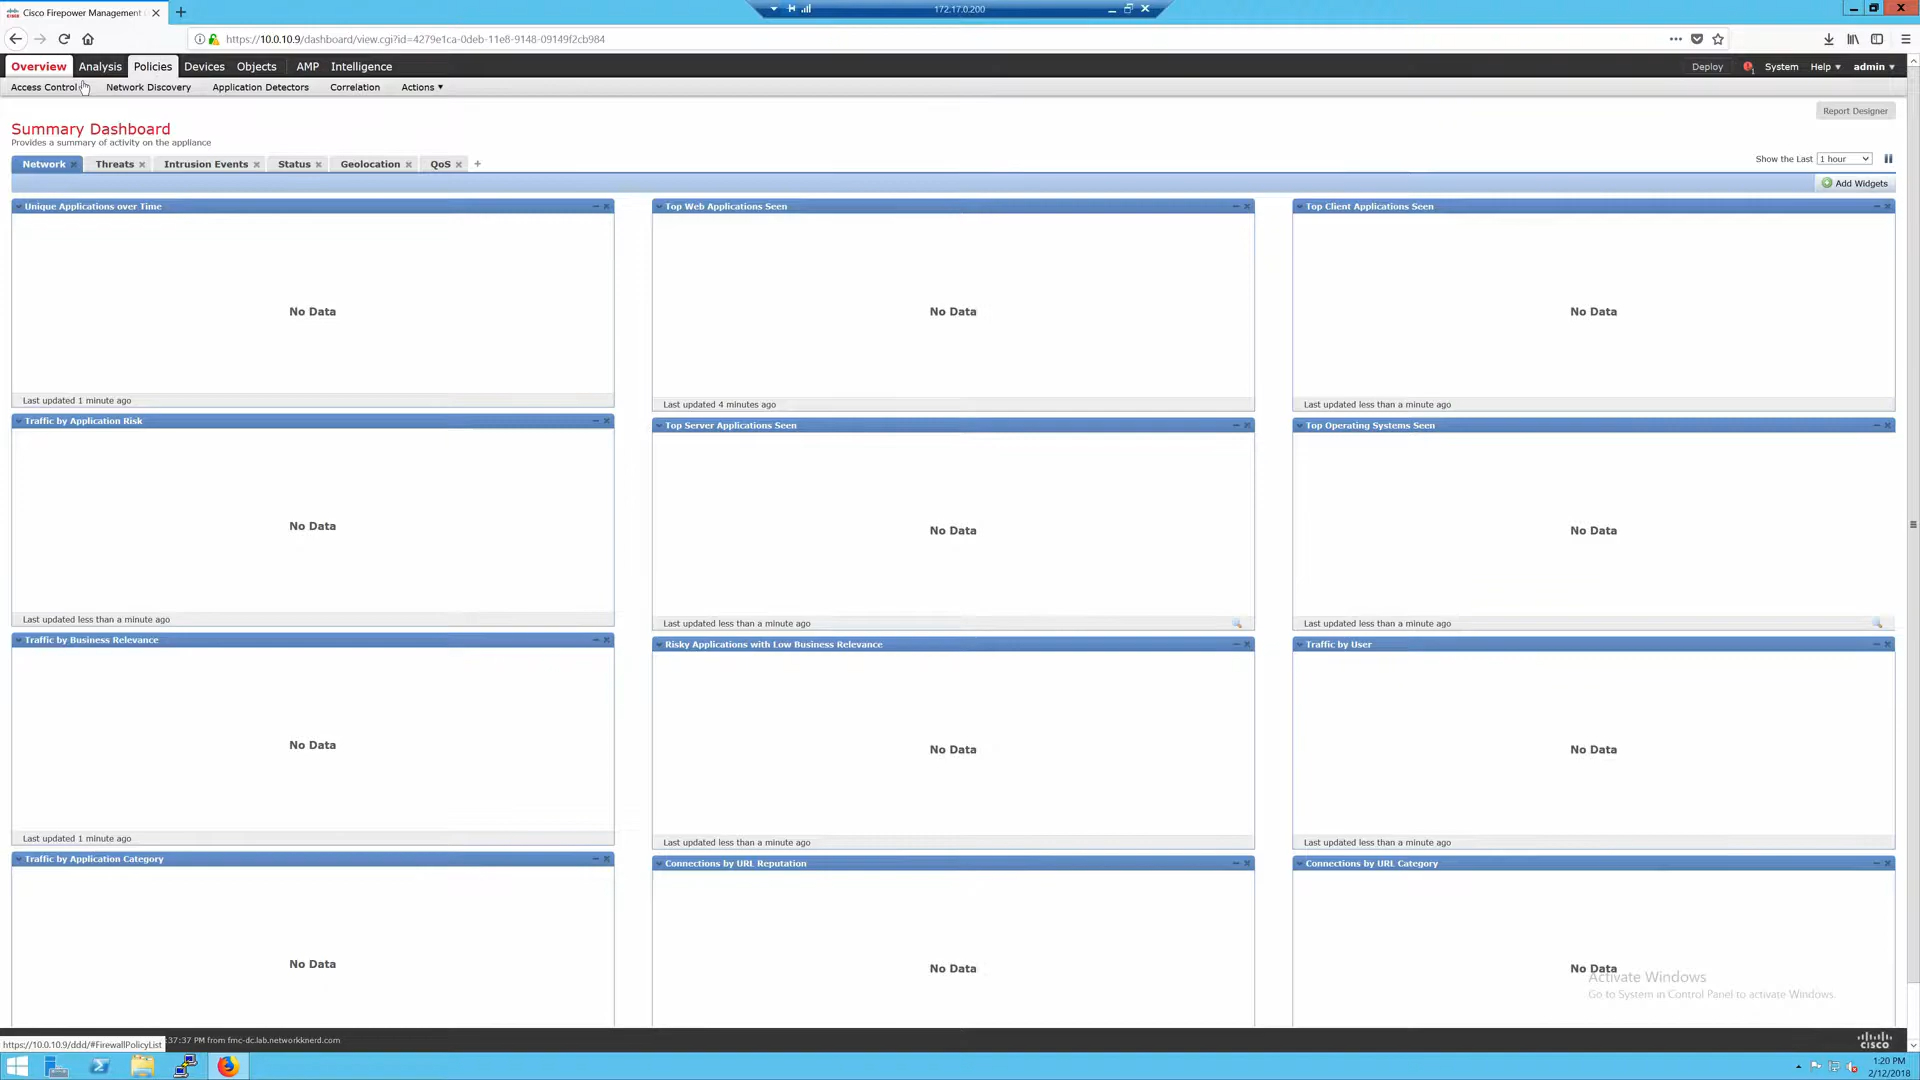 Cisco Firepower Management
172.17.0.200
https://10.0.10.9/dashboard/view.cgi?id=4279e1ca-0deb-11e8-9148-09149f2cb984
Overview Analysis Policies Devices Objects AMP Intelligence Deploy System Help admin
Access Control Network Discovery Application Detectors Correlation Actions
Report Designer
Summary Dashboard
Provides a summary of activity on the appliance
Network Threats Intrusion Events Status Geolocation QoS + Show the Last 1 hour
Add Widgets
Unique Applications over Time Top Web Applications Seen Top Client Applications Seen
No Data No Data No Data
Last updated 1 minute ago Last updated 4 minutes ago Last updated less than a minute ago
Traffic by Application Risk Top Server Applications Seen Top Operating Systems Seen
No Data No Data No Data
Last updated less than a minute ago Last updated less than a minute ago Last updated less than a minute ago
Traffic by Business Relevance Risky Applications with Low Business Relevance Traffic by User
No Data No Data No Data
Last updated 1 minute ago Last updated less than a minute ago Last updated less than a minute ago
Traffic by Application Category Connections by URL Reputation Connections by URL Category
No Data No Data No Data
Activate Windows
Go to System in Control Panel to activate Windows.
https://10.0.10.9/ddd/#FirewallPolicyList :37:37 PM from fmc-dc.lab.networkknerd.com
cisco
1:20 PM
2/12/2018